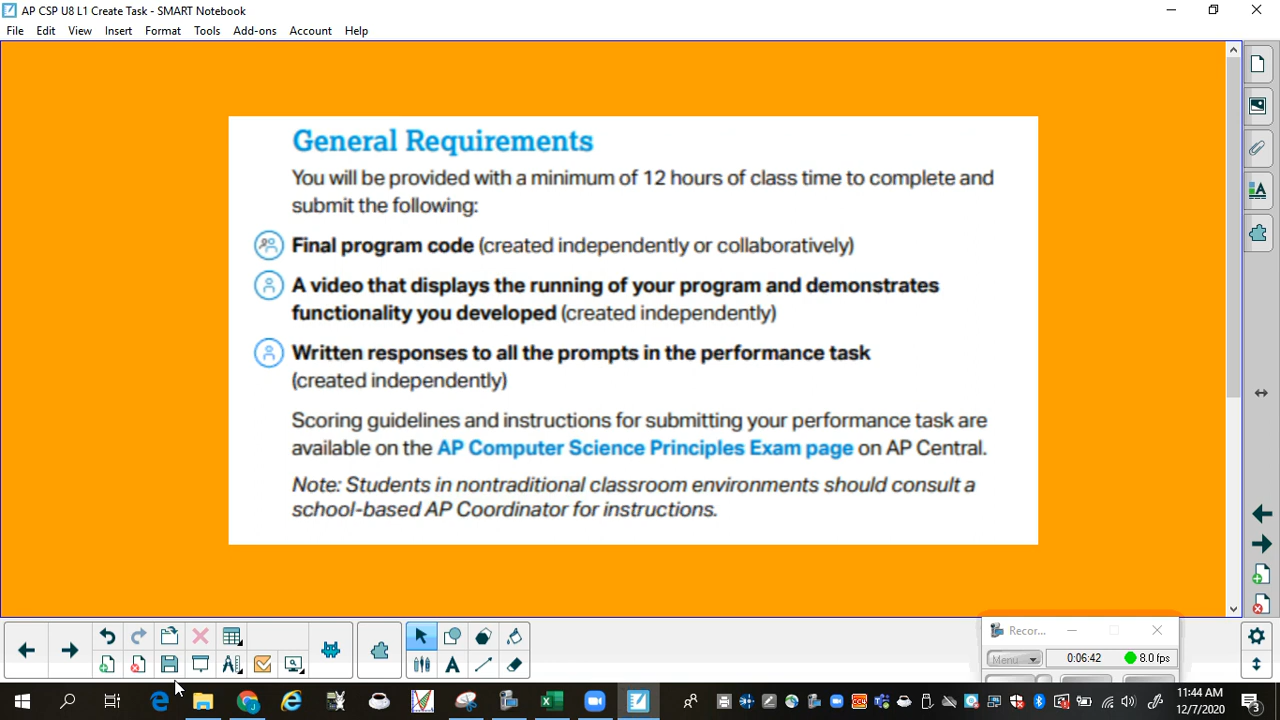 AP CSP U8 L1 Create Task - SMART Notebook
File Edit View Insert Format Tools Add-ons Account Help
General Requirements
You will be provided with a minimum of 12 hours of class time to complete and
submit the following:
Final program code (created independently or collaboratively)
A video that displays the running of your program and demonstrates
functionality you developed (created independently)
Written responses to all the prompts in the performance task
(created independently)
Scoring guidelines and instructions for submitting your performance task are
available on the AP Computer Science Principles Exam page on AP Central.
Note: Students in nontraditional classroom environments should consult a
school-based AP Coordinator for instructions.
Recor...
Menu 0:06:42 8.0 fps
11:44 AM
12/7/2020
3